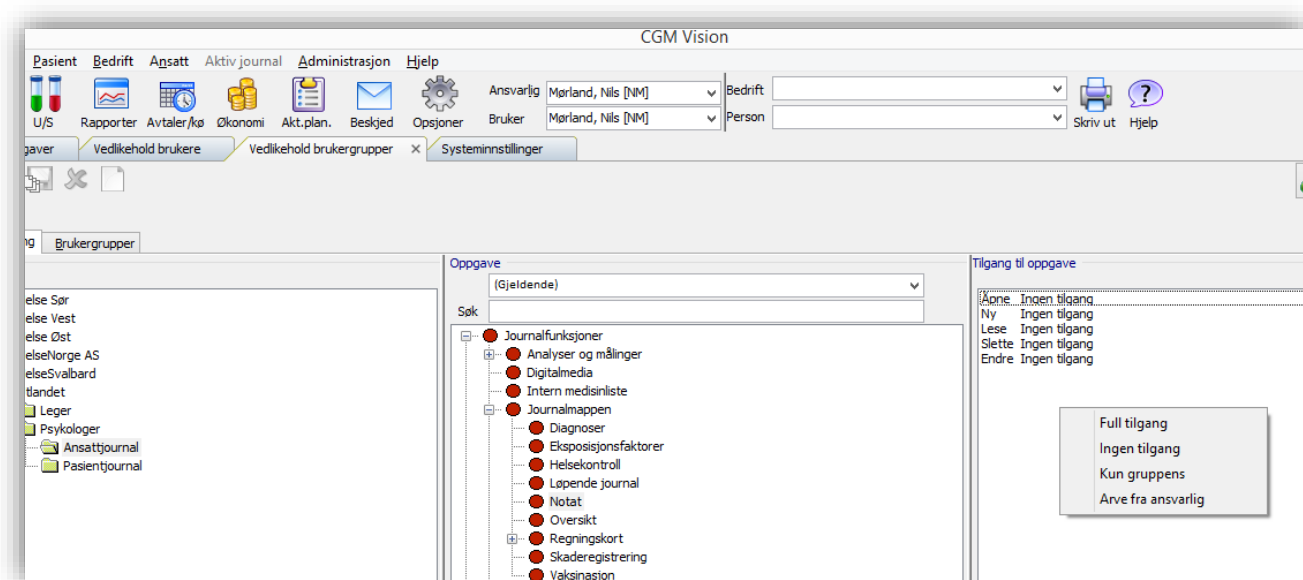 CGM Vision
Pasient Bedrift Ansatt Aktiv journal Administrasjon Hjelp
Ansvarlig Mørland, Nils [NM] Bedrift
Bruker Mørland, Nils [NM] Person
U/S Rapporter Avtaler/kø Økonomi Akt.plan. Beskjed Opsjoner Skriv ut Hjelp
gaver Vedlikehold brukere Vedlikehold brukergrupper Systeminnstillinger
ng Brukergrupper
Oppgave
(Gjeldende)
Søk
Journalfunksjoner
Analyser og målinger
Digitalmedia
Intern medisinliste
Journalmappen
Diagnoser
Eksposisjonsfaktorer
Helsekontroll
Løpende journal
Notat
Oversikt
Regningskort
Skaderegistrering
Vaksinasjon
else Sør
else Vest
else Øst
elseNorge AS
elseSvalbard
tlandet
Leger
Psykologer
Ansattjournal
Pasientjournal
Tilgang til oppgave
Åpne Ingen tilgang
Ny Ingen tilgang
Lese Ingen tilgang
Slette Ingen tilgang
Endre Ingen tilgang
Full tilgang
Ingen tilgang
Kun gruppens
Arve fra ansvarlig